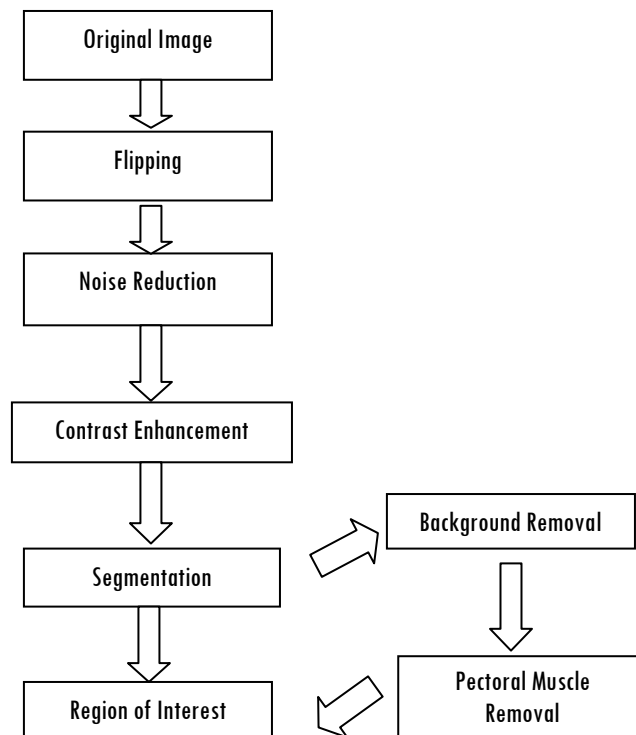 Original Image
Flipping
Noise Reduction
Contrast Enhancement
Segmentation
Background Removal
Pectoral Muscle
Removal
Region of Interest